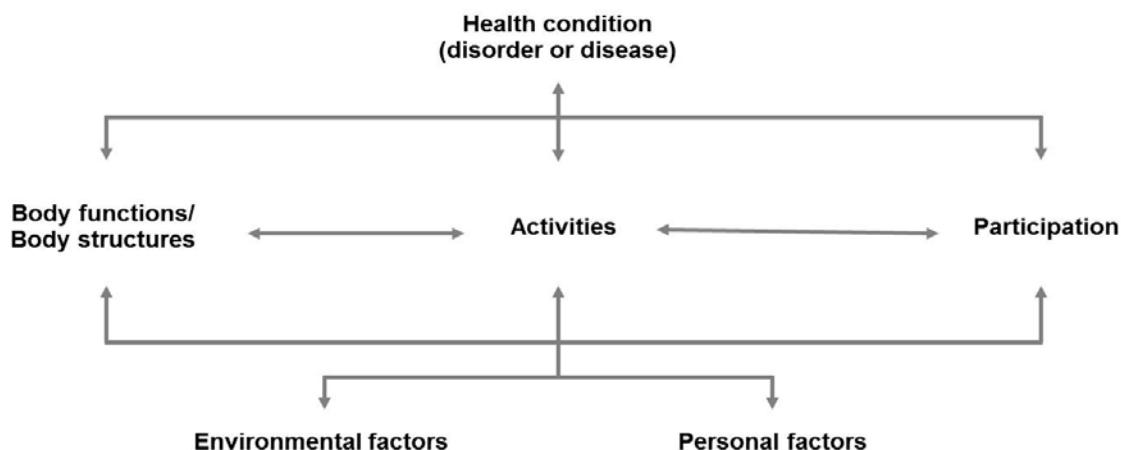 Health condition
(disorder or disease)
Body functions/
Body structures
Activities
Participation
Environmental factors
Personal factors